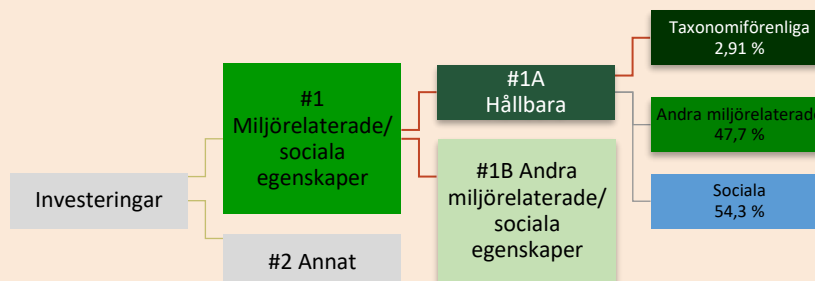 Investeringar
#1
Miljörelaterade/
sociala
egenskaper
#2 Annat
#1A
Hållbara
#1B Andra
miljörelaterade/
sociala
egenskaper
Taxonomiförenliga
2,91 %
Andra miljörelaterade
47,7 %
Sociala
54,3 %